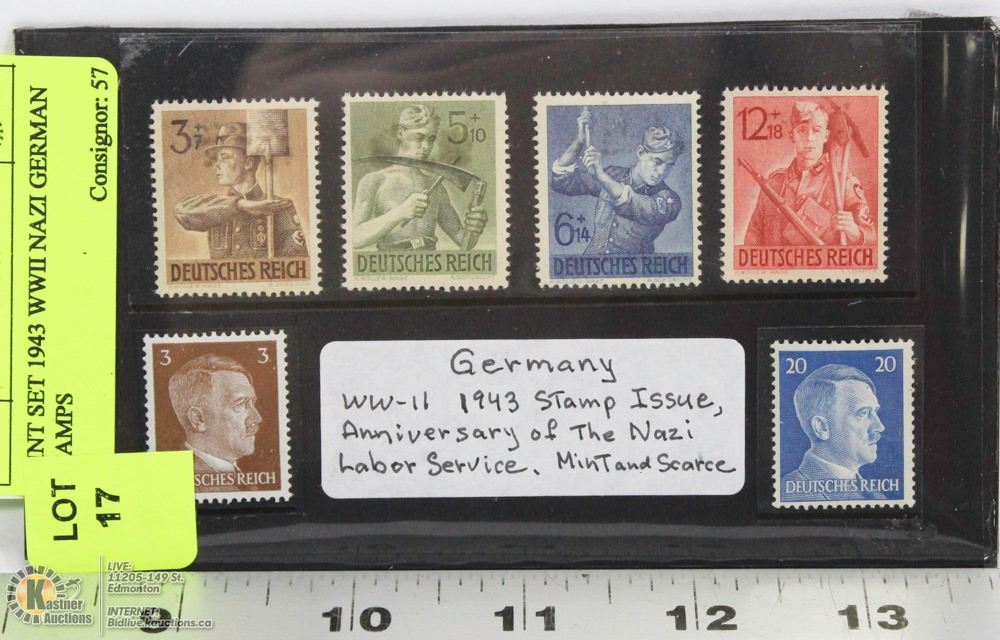 NT SET 1943 WWII NAZI GERMAN
AMPS
Consignor: 57
LOT
17
3+7
DEUTSCHES REICH
5+10
DEUTSCHES REICH
6+14
DEUTSCHES REICH
12+18
DEUTSCHES REICH
3 3
SCHES REICH
Germany
WW-11 1943 Stamp Issue,
Anniversary of The Nazi
Labor Service. Mint and Scarce
20 20
DEUTSCHES REICH
9 10 11 12 13
Kastner
Auctions
LIVE:
11205-149 St.
Edmonton
INTERNET:
Bidlive.kauctions.ca